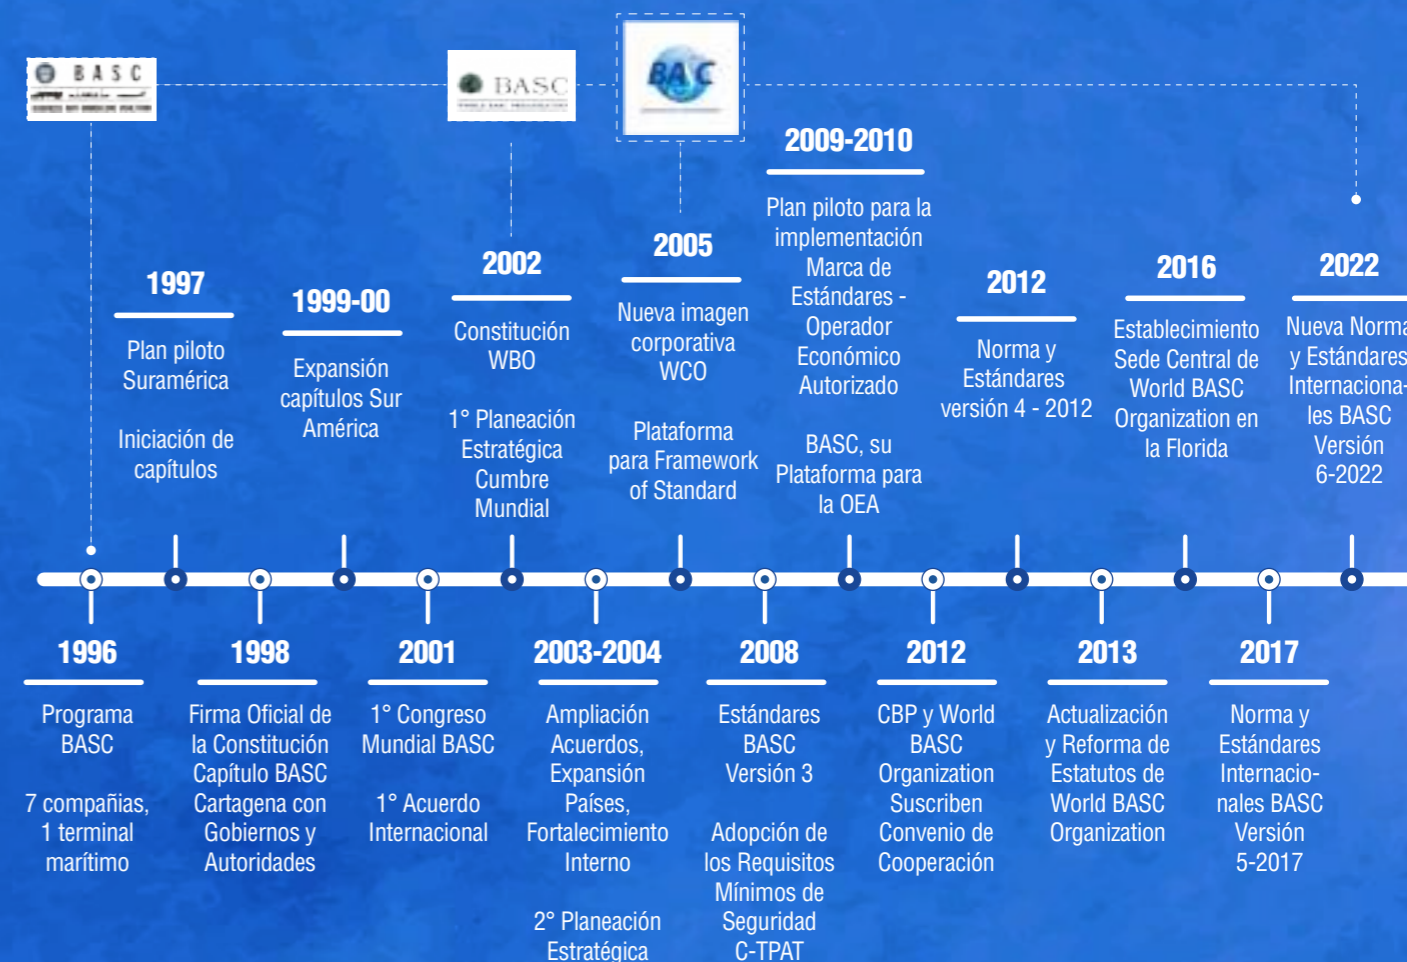 BASC
BASC
BASC
1997
Plan piloto
Suramérica
Iniciación de
capítulos
1999-00
Expansión
capítulos Sur
América
2002
Constitución
WBO
1° Planeación
Estratégica
Cumbre
Mundial
2005
Nueva imagen
corporativa
WCO
Plataforma
para Framework
of Standard
2009-2010
Plan piloto para la
implementación
Marca de
Estándares -
Operador
Económico
Autorizado
BASC, su
Plataforma para
la OEA
2012
Norma y
Estándares
versión 4 - 2012
2016
Establecimiento
Sede Central de
World BASC
Organization en
la Florida
2022
Nueva Norma
y Estándares
Internaciona-
les BASC
Versión
6-2022
1996
Programa
BASC
7 compañias,
1 terminal
marítimo
1998
Firma Oficial de
la Constitución
Capítulo BASC
Cartagena con
Gobiernos y
Autoridades
2001
1° Congreso
Mundial BASC
1° Acuerdo
Internacional
2003-2004
Ampliación
Acuerdos,
Expansión
Países,
Fortalecimiento
Interno
2° Planeación
Estratégica
2008
Estándares
BASC
Versión 3
Adopción de
los Requisitos
Mínimos de
Seguridad
C-TPAT
2012
CBP y World
BASC
Organization
Suscriben
Convenio de
Cooperación
2013
Actualización
y Reforma de
Estatutos de
World BASC
Organization
2017
Norma y
Estándares
Internacio-
nales BASC
Versión
5-2017